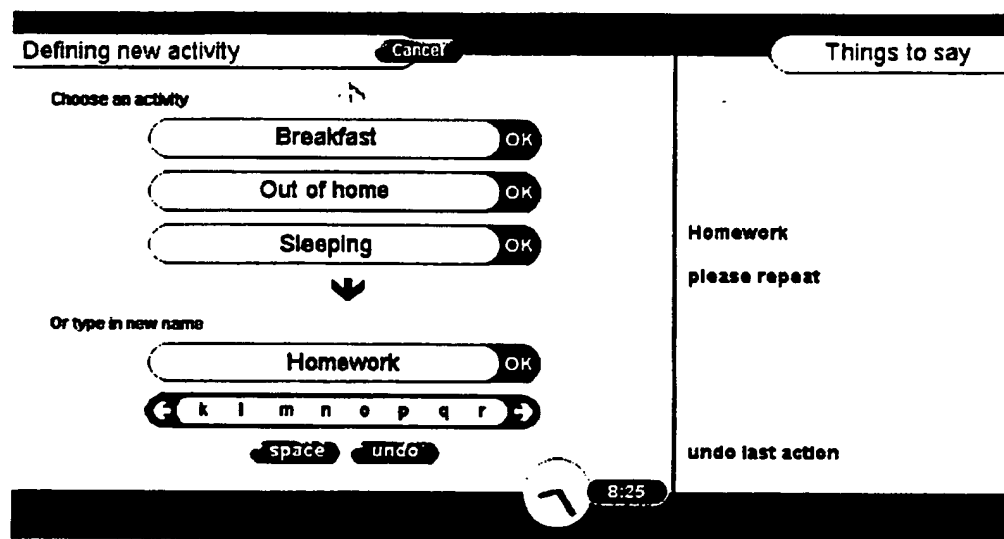 Defining new activity
Cancel
Things to say
Choose an activity
Breakfast OK
Out of home OK
Sleeping OK
Homework
please repeat
Or type in new name
Homework OK
k l m n o p q r
space undo
undo last action
8:25